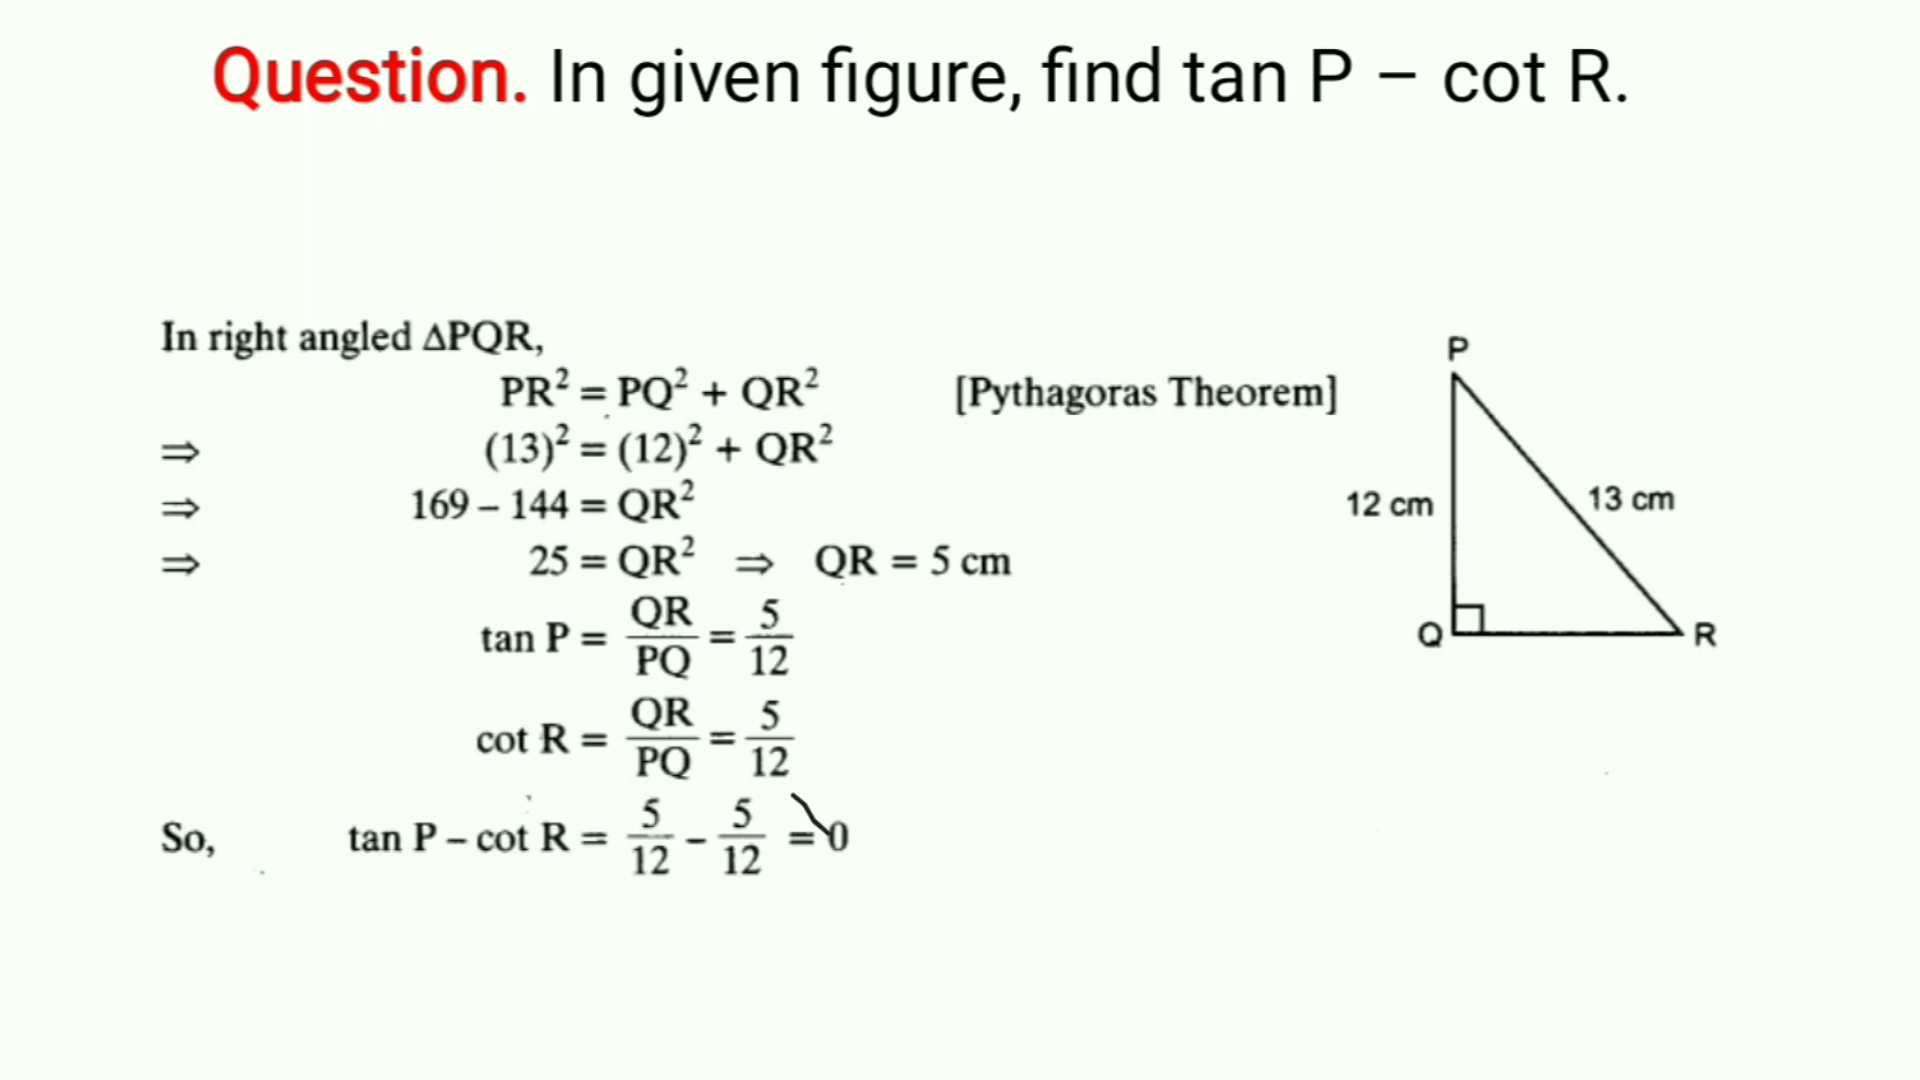 Question. In given figure, find tan P – cot R.
In right angled ΔPQR,
PR² = PQ² + QR² [Pythagoras Theorem]
⇒ (13)² = (12)² + QR²
⇒ 169 – 144 = QR²
⇒ 25 = QR² ⇒ QR = 5 cm
tan P = QR/PQ = 5/12
cot R = QR/PQ = 5/12
So, tan P – cot R = 5/12 – 5/12 = 0
P
12 cm
13 cm
Q
R